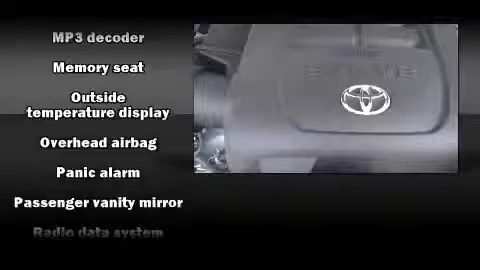 MP3 decoder
Memory seat
Outside
temperature display
Overhead airbag
Panic alarm
Passenger vanity mirror
Radio data system